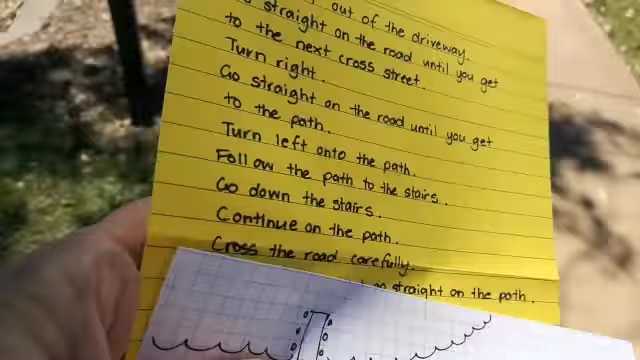 out of the driveway.
straight on the road until you get
to the next cross street.
Turn right.
Go straight on the road until you get
to the path.
Turn left onto the path.
Follow the path to the stairs.
Go down the stairs.
Continue on the path.
Cross the road carefully.
straight on the path.